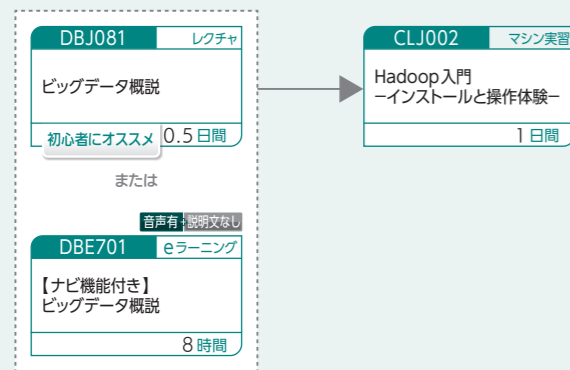 DBJ081 レクチャ
ビッグデータ概説
初心者にオススメ 0.5日間
または
音声有・説明文なし
DBE701 eラーニング
【ナビ機能付き】
ビッグデータ概説
8時間
CLJ002 マシン実習
Hadoop入門
−インストールと操作体験−
1日間